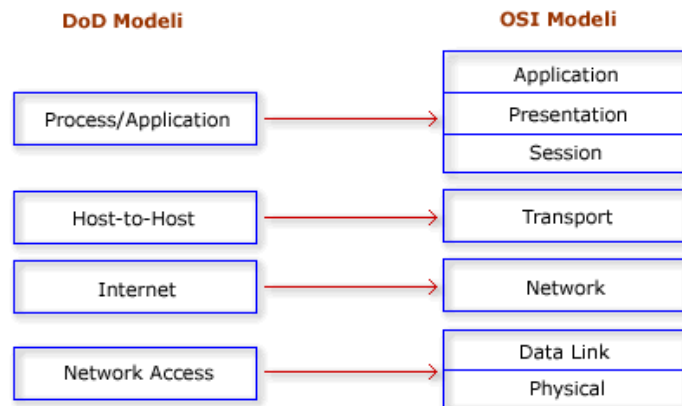 DoD Modeli
OSI Modeli
Process/Application
Application
Presentation
Session
Host-to-Host
Transport
Internet
Network
Network Access
Data Link
Physical